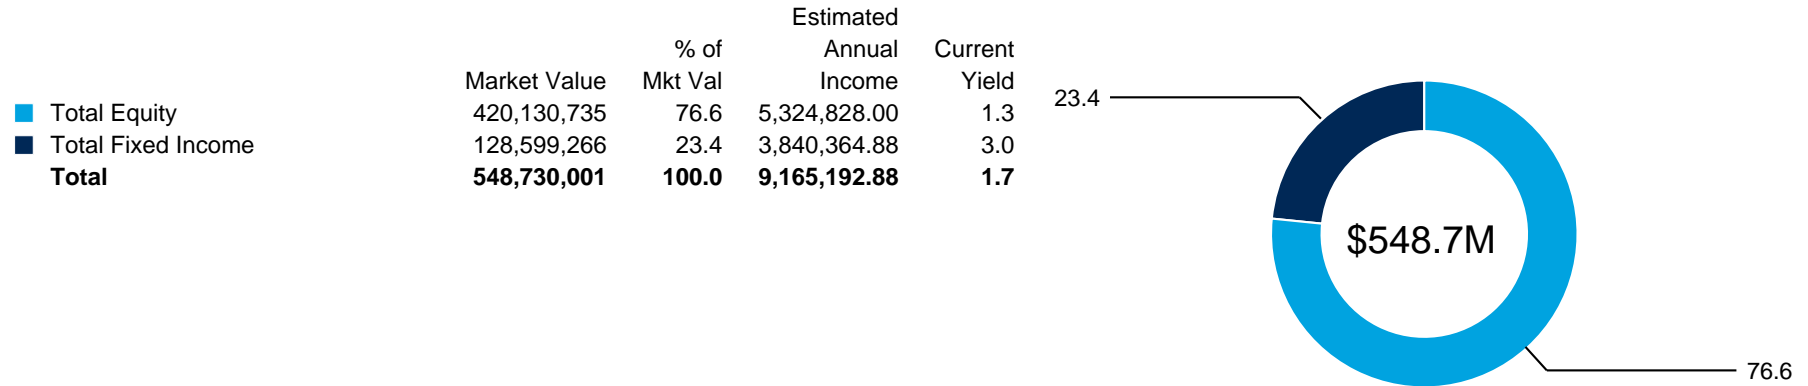 Estimated
% of Annual Current
Market Value Mkt Val Income Yield
Total Equity 420,130,735 76.6 5,324,828.00 1.3
Total Fixed Income 128,599,266 23.4 3,840,364.88 3.0
Total 548,730,001 100.0 9,165,192.88 1.7
23.4
$548.7M
76.6